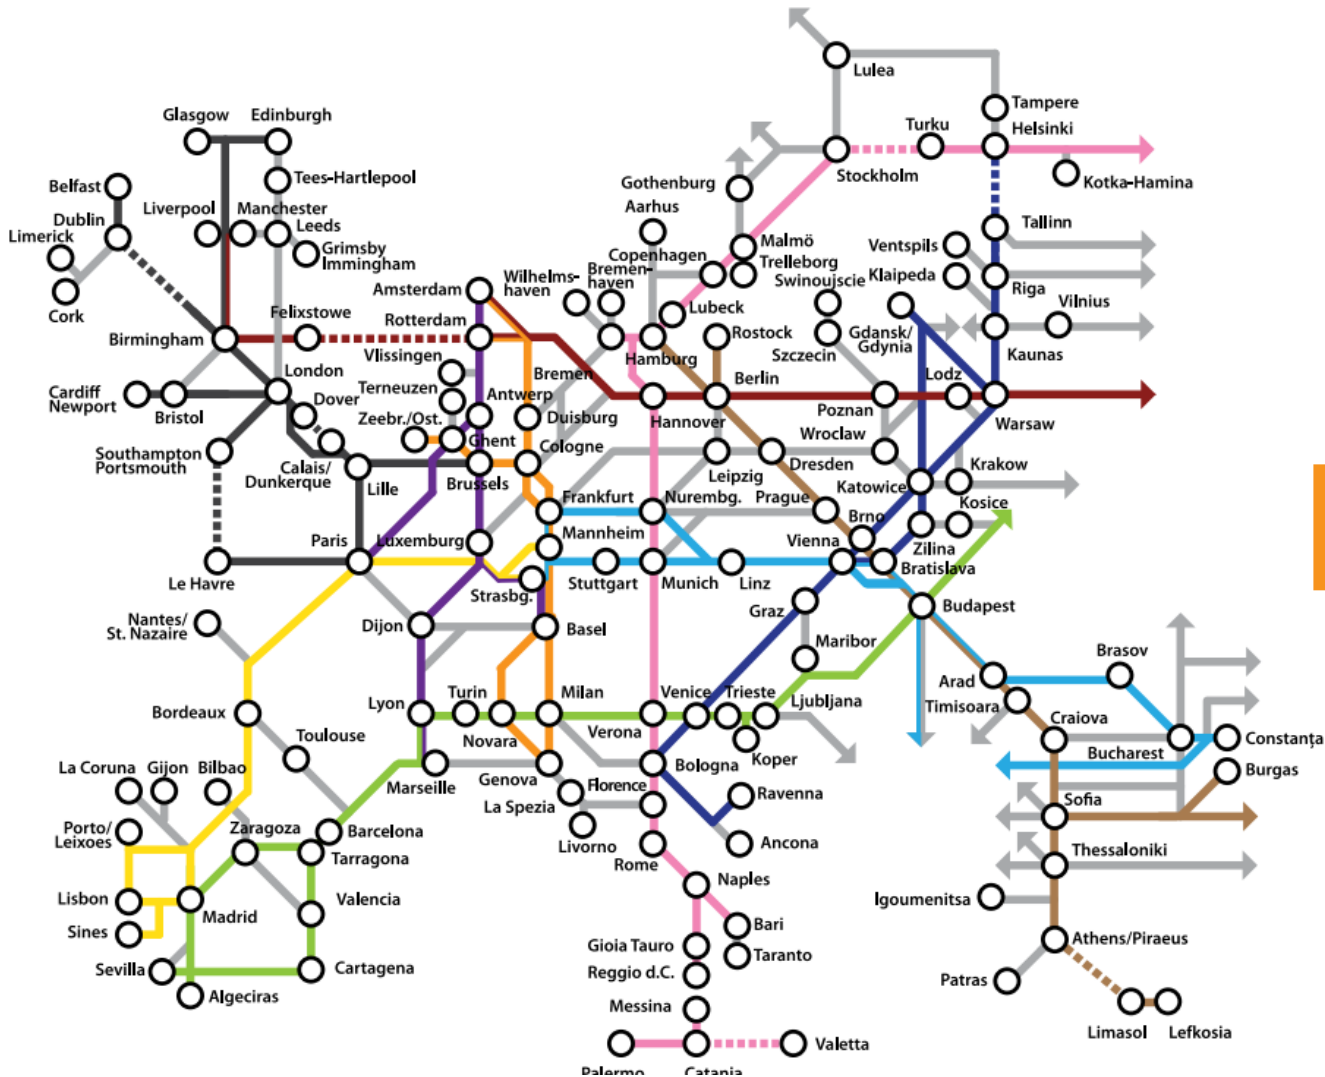 Lulea
Tampere
Glasgow
Edinburgh
Turku
Helsinki
Stockholm
Kotka-Hamina
Tees-Hartlepool
Belfast
Gothenburg
Dublin
Liverpool
Manchester
Leeds
Aarhus
Tallinn
Limerick
Grimsby
Immingham
Malmö
Ventspils
Copenhagen
Trelleborg
Cork
Amsterdam
Wilhelms-
haven
Bremen-
haven
Swinoujscie
Klaipeda
Riga
Vilnius
Felixstowe
Rotterdam
Lubeck
Rostock
Gdansk/
Gdynia
Birmingham
Vlissingen
Hamburg
Szczecin
Kaunas
London
Terneuzen
Bremen
Berlin
Lodz
Cardiff
Newport
Dover
Antwerp
Bristol
Zeebr./Ost.
Duisburg
Hannover
Poznan
Warsaw
Southampton
Portsmouth
Ghent
Cologne
Wroclaw
Calais/
Dunkerque
Lille
Brussels
Leipzig
Dresden
Krakow
Katowice
Frankfurt
Nurembg.
Prague
Kosice
Paris
Luxemburg
Mannheim
Brno
Vienna
Zilina
Le Havre
Strasbg.
Stuttgart
Munich
Linz
Bratislava
Graz
Budapest
Nantes/
St. Nazaire
Dijon
Basel
Maribor
Brasov
Arad
Bordeaux
Lyon
Turin
Milan
Venice
Trieste
Ljubljana
Timisoara
Novara
Verona
Craiova
Toulouse
Koper
Bucharest
Constanța
La Coruna
Gijon
Bilbao
Marseille
Genova
Florence
Bologna
Burgas
La Spezia
Ravenna
Sofia
Porto/
Leixoes
Zaragoza
Barcelona
Livorno
Rome
Ancona
Tarragona
Thessaloniki
Naples
Lisbon
Madrid
Valencia
Igoumenitsa
Sines
Bari
Gioia Tauro
Taranto
Athens/Piraeus
Sevilla
Cartagena
Reggio d.C.
Patras
Algeciras
Messina
Limasol
Lefkosia
Valetta
Palermo
Catania